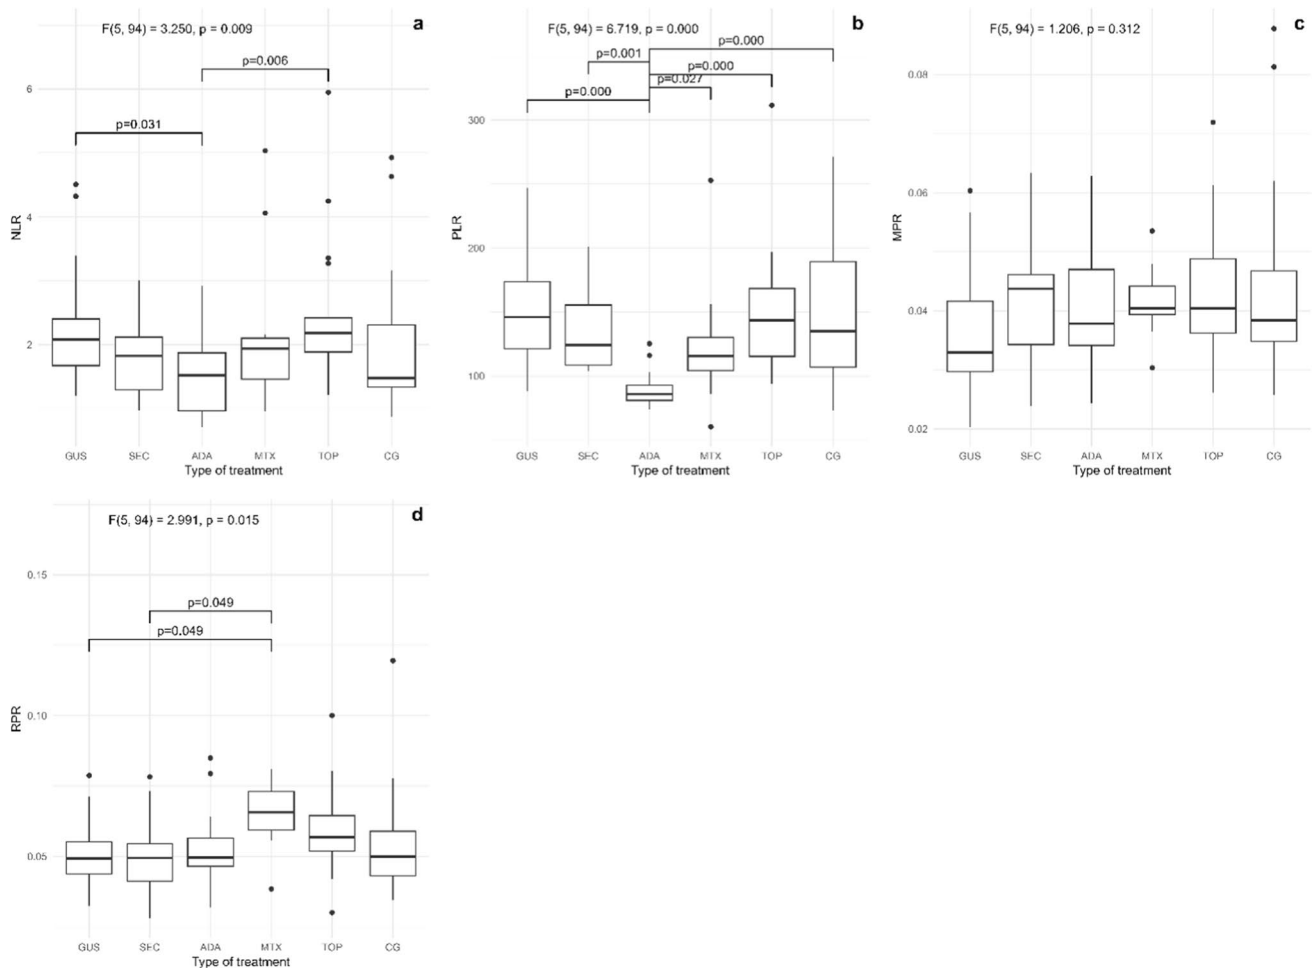 F(5, 94) = 3.250, p = 0.009
a
p=0.006
p=0.031
6
4
2
NLR
GUS SEC ADA MTX TOP CG
Type of treatment
F(5, 94) = 6.719, p = 0.000
b
p=0.000
p=0.001
p=0.000
p=0.027
p=0.000
300
200
100
PLR
GUS SEC ADA MTX TOP CG
Type of treatment
F(5, 94) = 1.206, p = 0.312
c
0.08
0.06
0.04
0.02
MPR
GUS SEC ADA MTX TOP CG
Type of treatment
F(5, 94) = 2.991, p = 0.015
d
0.15
p=0.049
p=0.049
0.10
0.05
RPR
GUS SEC ADA MTX TOP CG
Type of treatment